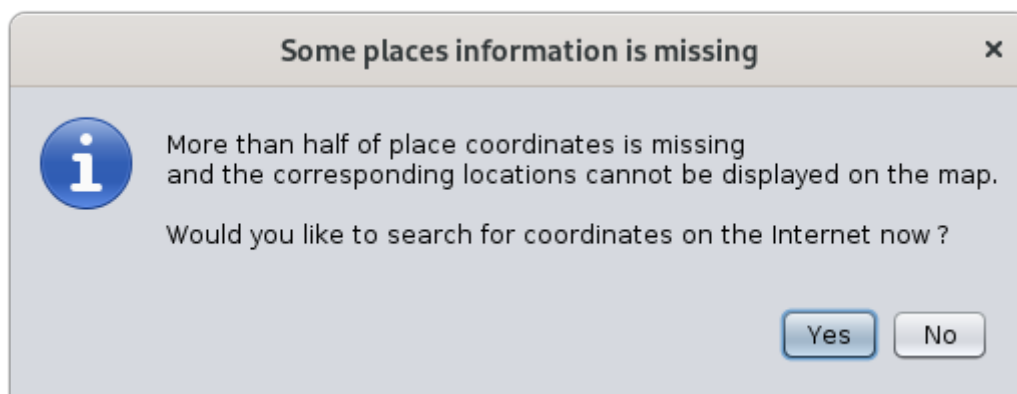 Some places information is missing
More than half of place coordinates is missing
and the corresponding locations cannot be displayed on the map.
Would you like to search for coordinates on the Internet now ?
Yes No